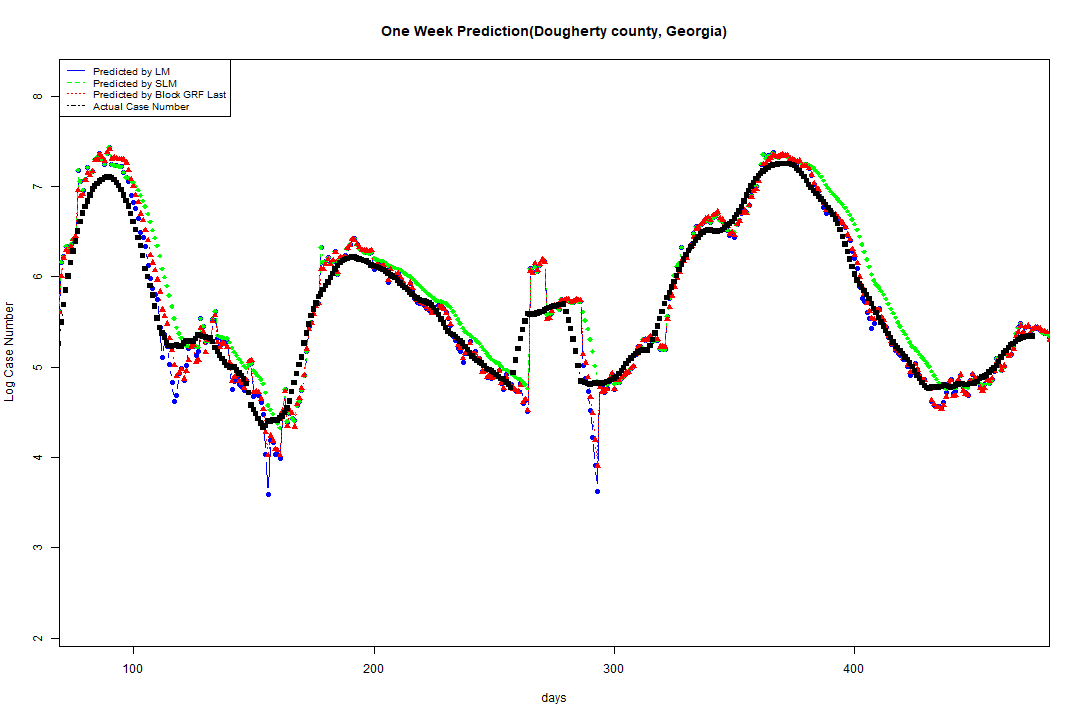 One Week Prediction(Dougherty county, Georgia)
Predicted by LM
Predicted by SLM
Predicted by Block GRF Last
Actual Case Number
Log Case Number
8
7
6
5
4
3
2
100 200 300 400
days